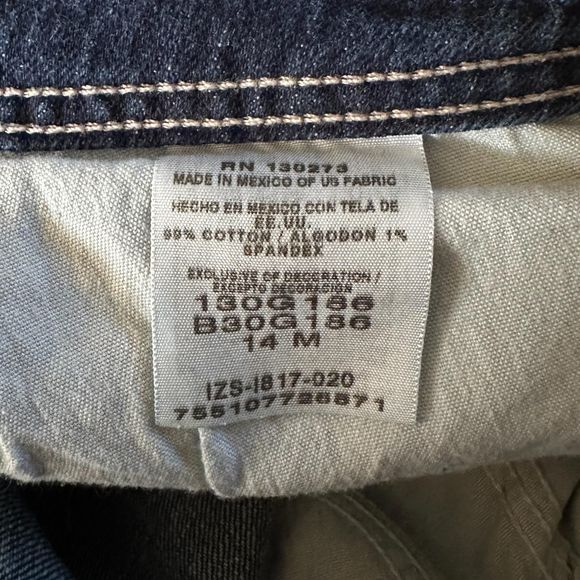 RN 130273
MADE IN MEXICO OF US FABRIC
HECHO EN MEXICO CON TELA DE
EE.UU.
99% COTTON / ALGODON 1%
SPANDEX
EXCLUSIVE OF DECORATION /
EXCEPTO DECORACION
130G186
B30G186
14 M
IZS-I817-020
755107726871